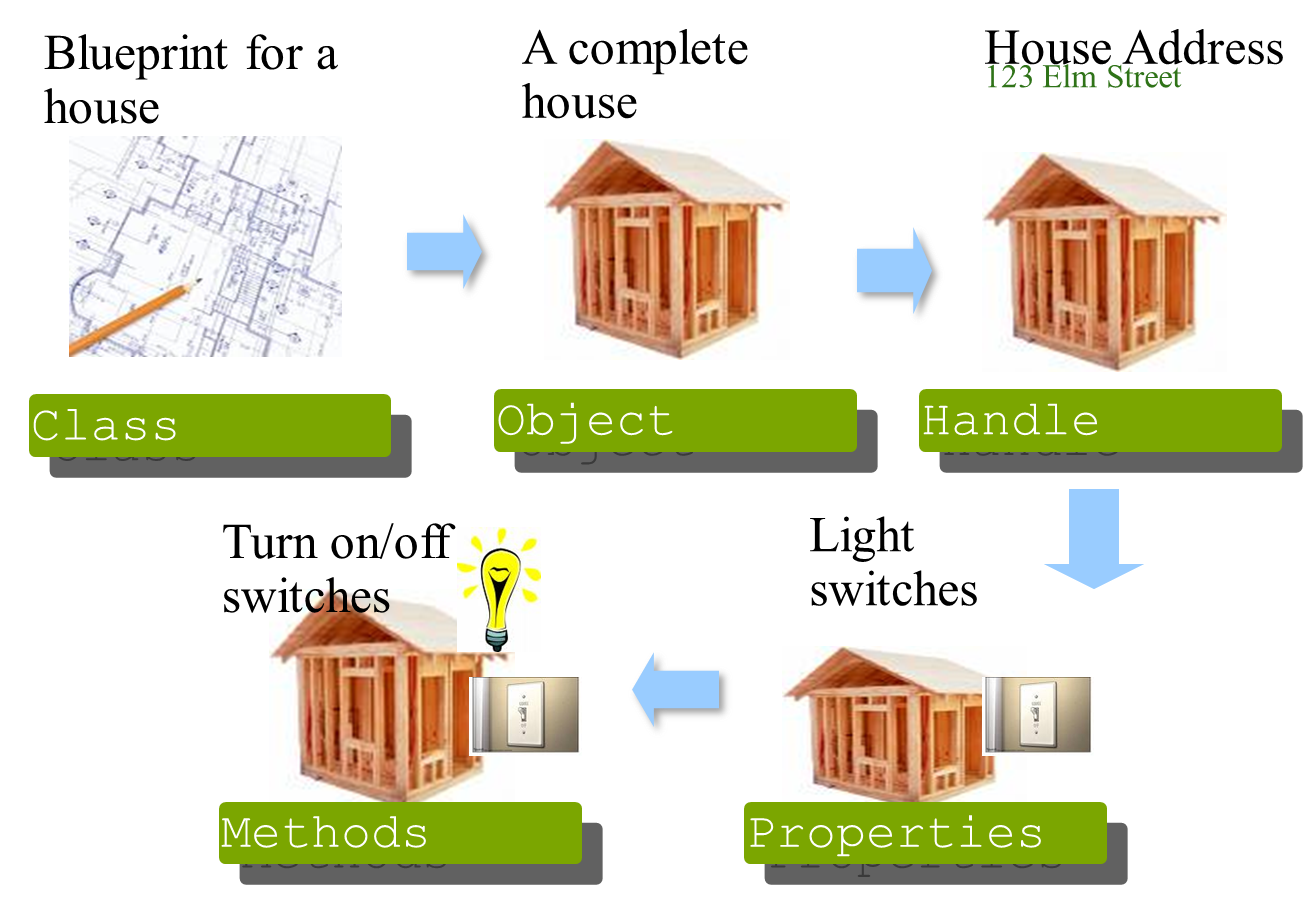 Blueprint for a
house
A complete
house
House Address
123 Elm Street
Class
Object
Handle
Turn on/off
switches
Light
switches
Methods
Properties